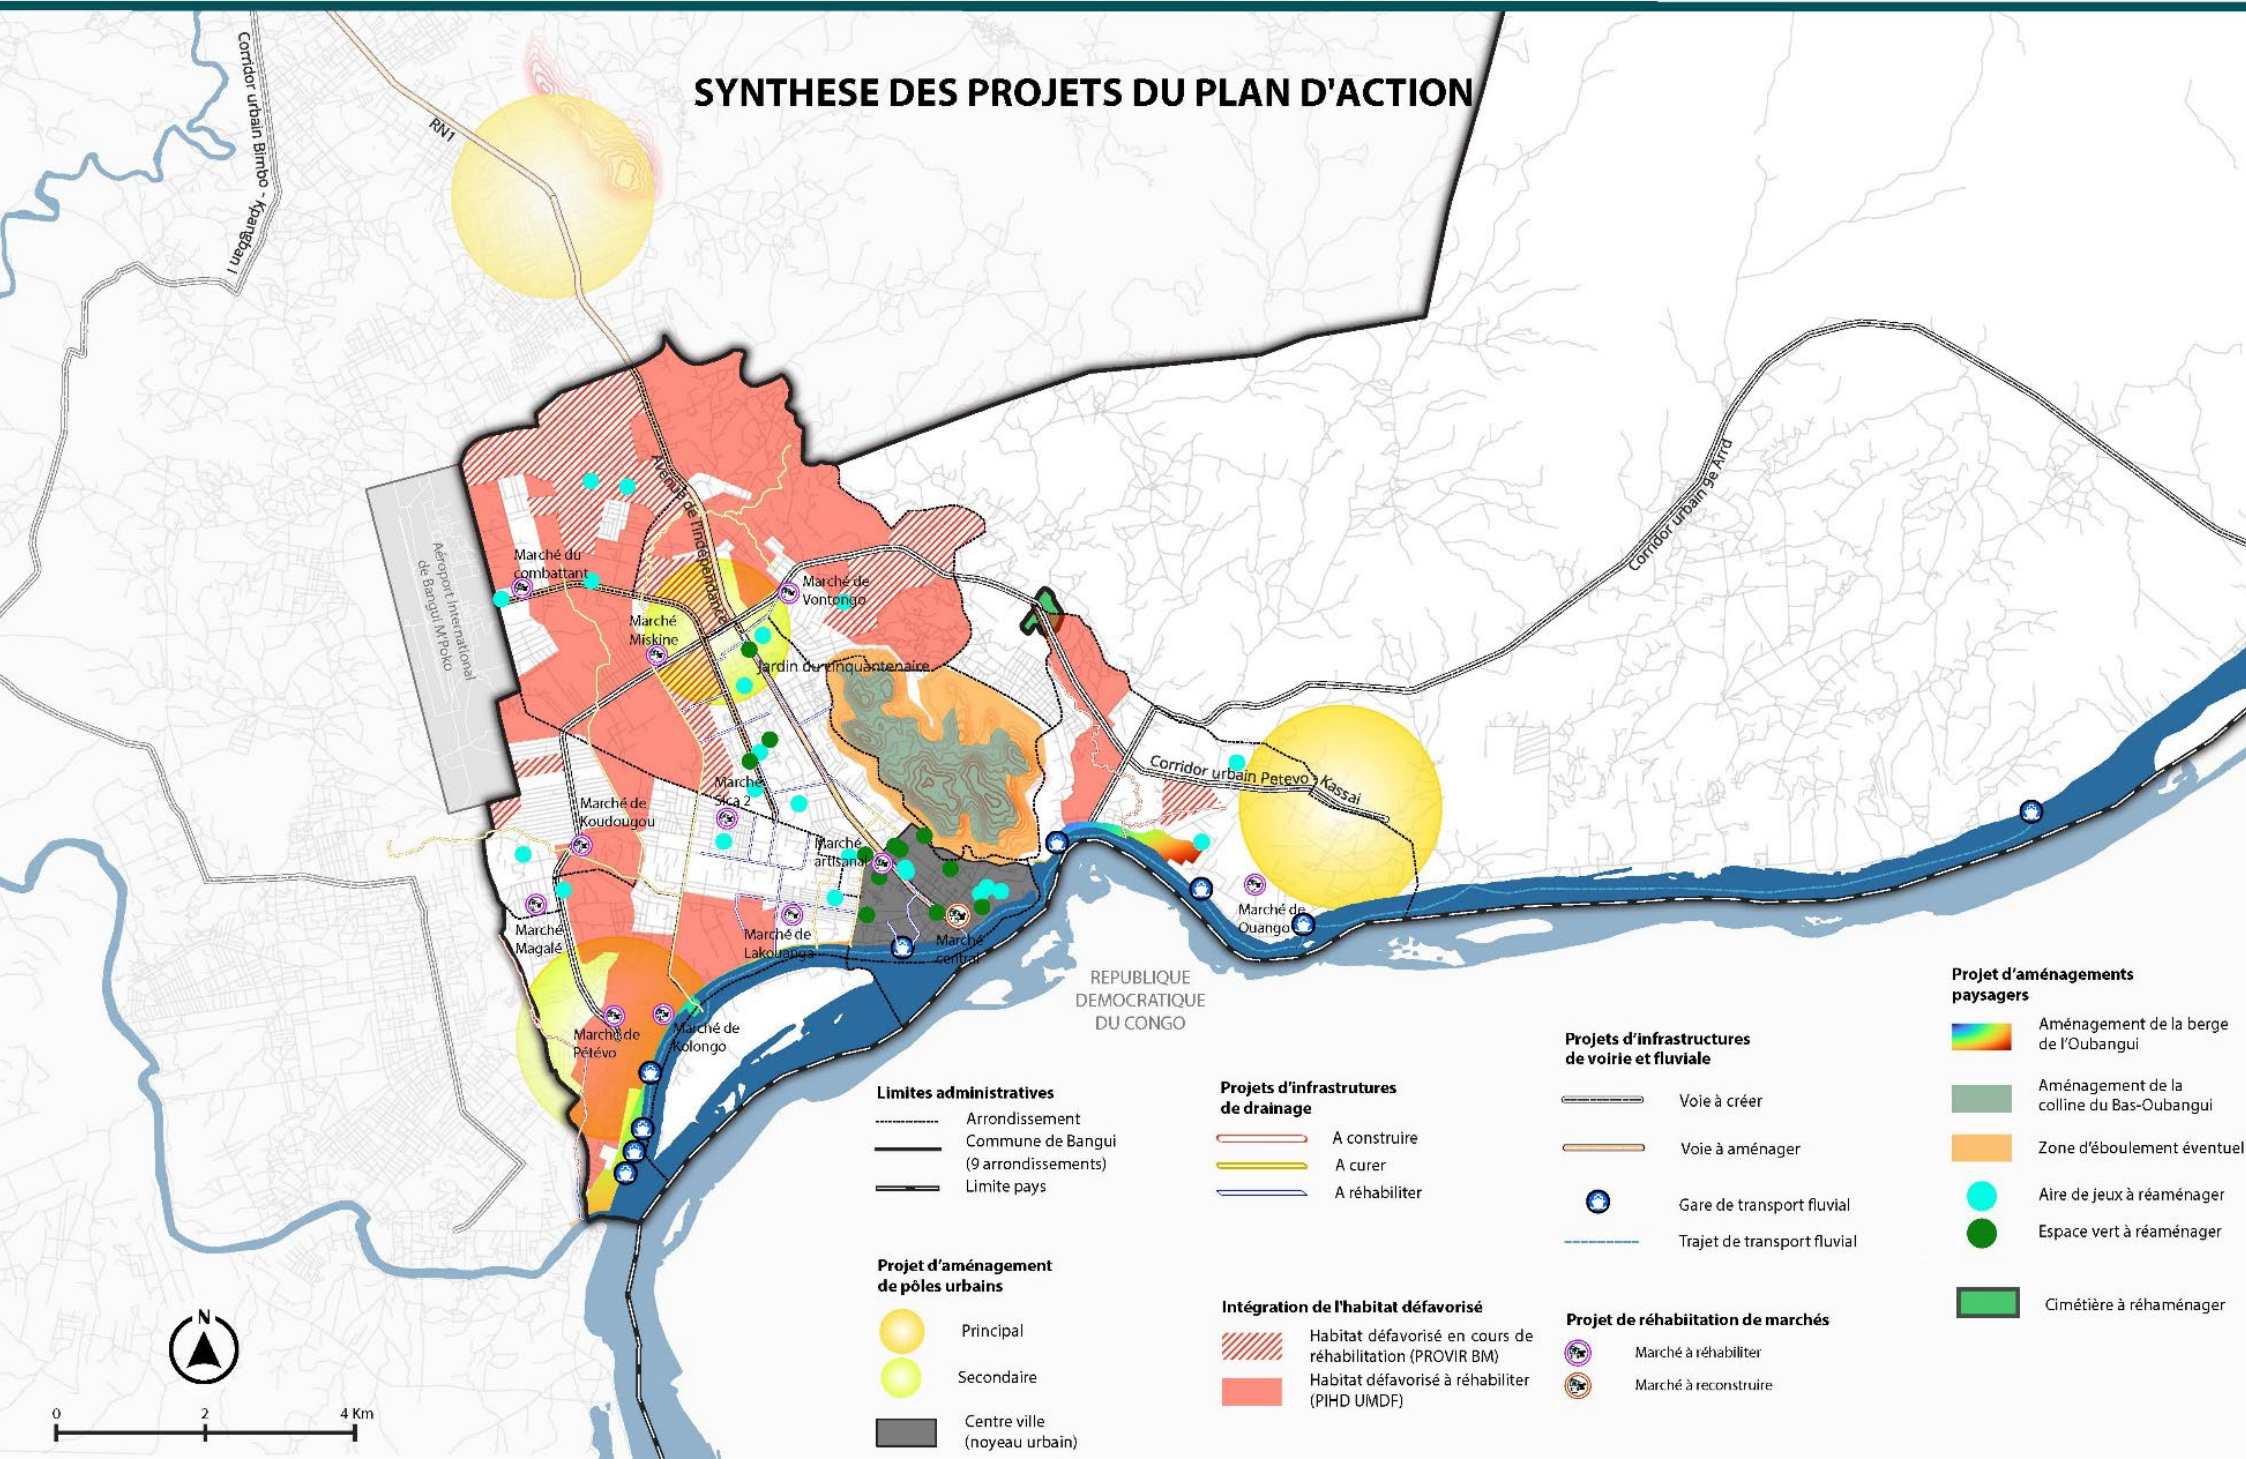 SYNTHESE DES PROJETS DU PLAN D'ACTION
Corridor urbain Bimbo - Kpangban I
RN1
Avenue de l'indépendance
Aéroport International
de Bangui M'Poko
Marché du
combattant
Marché de
Vontongo
Marché
Miskine
Jardin du cinquantenaire
Corridor urbain 9e Arrd
Corridor urbain Petevo - Kassai
Marché
Sica 2
Marché de
Koudougou
Marché
artisanal
Marché
Magalé
Marché de
Lakouanga
Marché
central
Marché de
Ouango
Marché de
Pétévo
Marché de
Kolongo
REPUBLIQUE
DEMOCRATIQUE
DU CONGO
N
0 2 4 Km
Limites administratives
Arrondissement
Commune de Bangui
(9 arrondissements)
Limite pays
Projet d'aménagement
de pôles urbains
Principal
Secondaire
Centre ville
(noyeau urbain)
Projets d'infrastrutures
de drainage
A construire
A curer
A réhabiliter
Intégration de l'habitat défavorisé
Habitat défavorisé en cours de
réhabilitation (PROVIR BM)
Habitat défavorisé à réhabiliter
(PIHD UMDF)
Projets d'infrastructures
de voirie et fluviale
Voie à créer
Voie à aménager
Gare de transport fluvial
Trajet de transport fluvial
Projet de réhabiitation de marchés
Marché à réhabiliter
Marché à reconstruire
Projet d'aménagements
paysagers
Aménagement de la berge
de l'Oubangui
Aménagement de la
colline du Bas-Oubangui
Zone d'éboulement éventuel
Aire de jeux à réaménager
Espace vert à réaménager
Cimétière à réhaménager